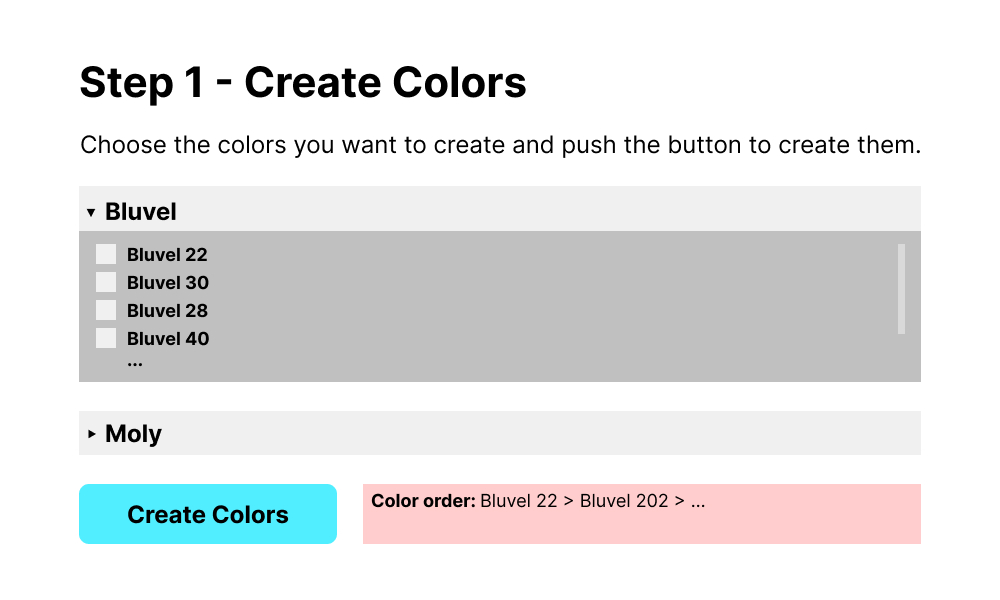 Step 1 - Create Colors
Choose the colors you want to create and push the button to create them.
Bluvel
Bluvel 22
Bluvel 30
Bluvel 28
Bluvel 40
...
Moly
Create Colors
Color order: Bluvel 22 > Bluvel 202 > ...